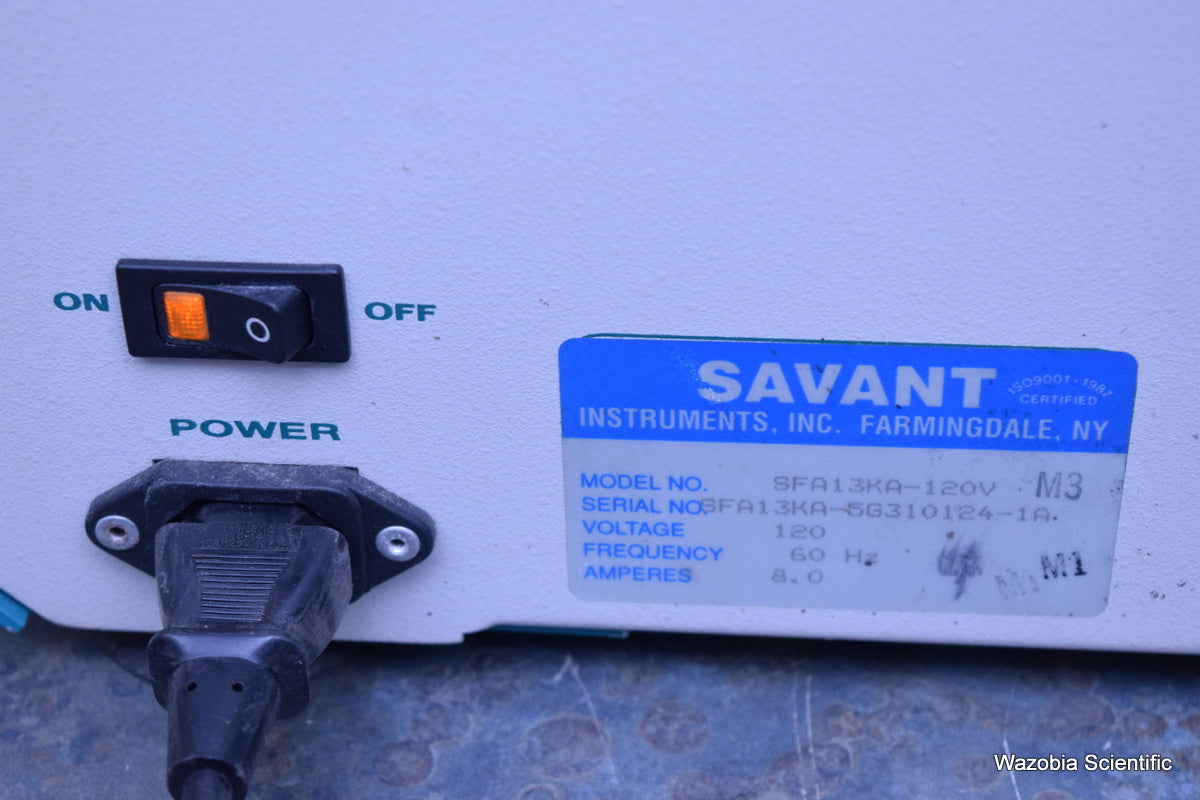 ON
OFF
POWER
SAVANT
ISO9001-1987
CERTIFIED
INSTRUMENTS, INC. FARMINGDALE, NY
MODEL NO. SFA13KA-120V M3
SERIAL NO. SFA13KA-5G310124-1A
VOLTAGE 120
FREQUENCY 60 Hz
AMPERES 8.0
M1
M1
Wazobia Scientific